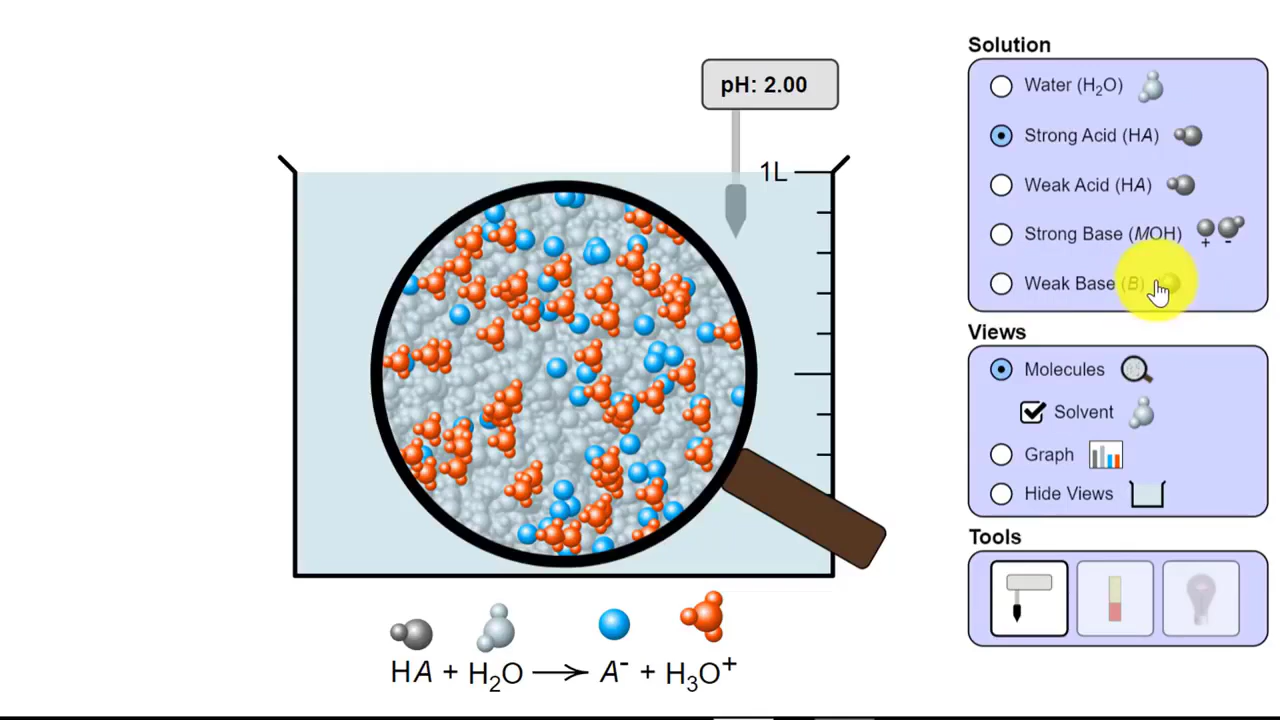 pH: 2.00
1L
HA + H₂O → A⁻ + H₃O⁺
Solution
Water (H₂O)
Strong Acid (HA)
Weak Acid (HA)
Strong Base (MOH)
+ -
Weak Base (B)
Views
Molecules
Solvent
Graph
Hide Views
Tools